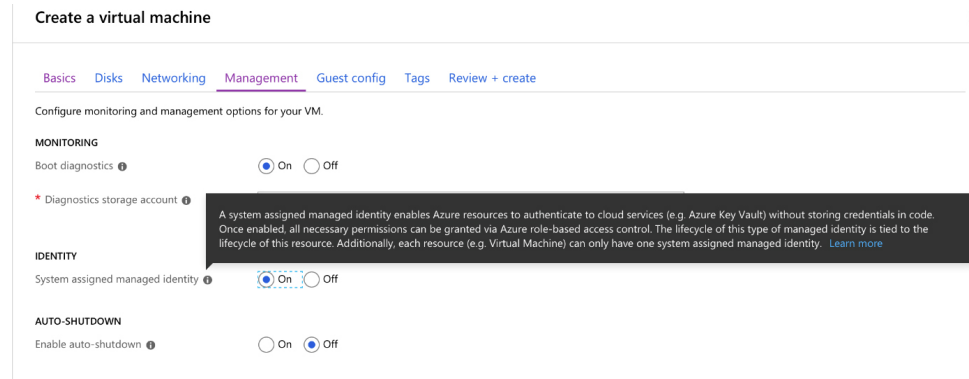 Create a virtual machine
Basics Disks Networking Management Guest config Tags Review + create
Configure monitoring and management options for your VM.
MONITORING
Boot diagnostics On Off
* Diagnostics storage account
A system assigned managed identity enables Azure resources to authenticate to cloud services (e.g. Azure Key Vault) without storing credentials in code.
Once enabled, all necessary permissions can be granted via Azure role-based access control. The lifecycle of this type of managed identity is tied to the
lifecycle of this resource. Additionally, each resource (e.g. Virtual Machine) can only have one system assigned managed identity. Learn more
IDENTITY
System assigned managed identity On Off
AUTO-SHUTDOWN
Enable auto-shutdown On Off